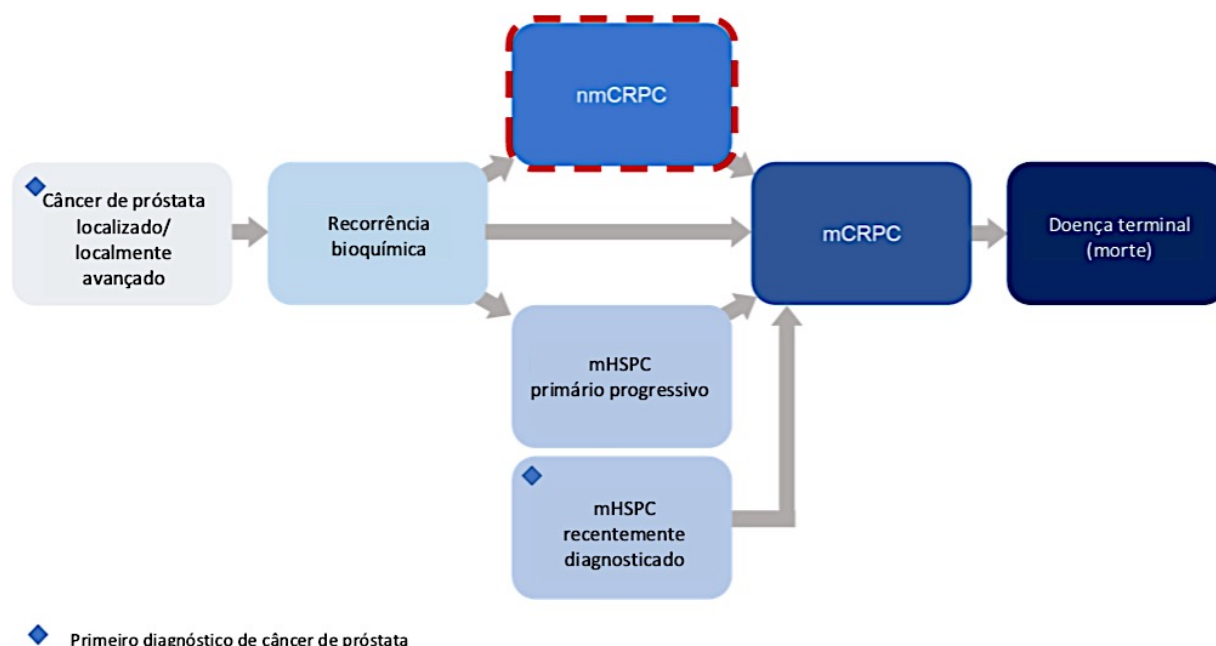 nmCRPC
Câncer de próstata
localizado/
localmente
avançado
Recorrência
bioquímica
mCRPC
Doença terminal
(morte)
mHSPC
primário progressivo
mHSPC
recentemente
diagnosticado
Primeiro diagnóstico de câncer de próstata